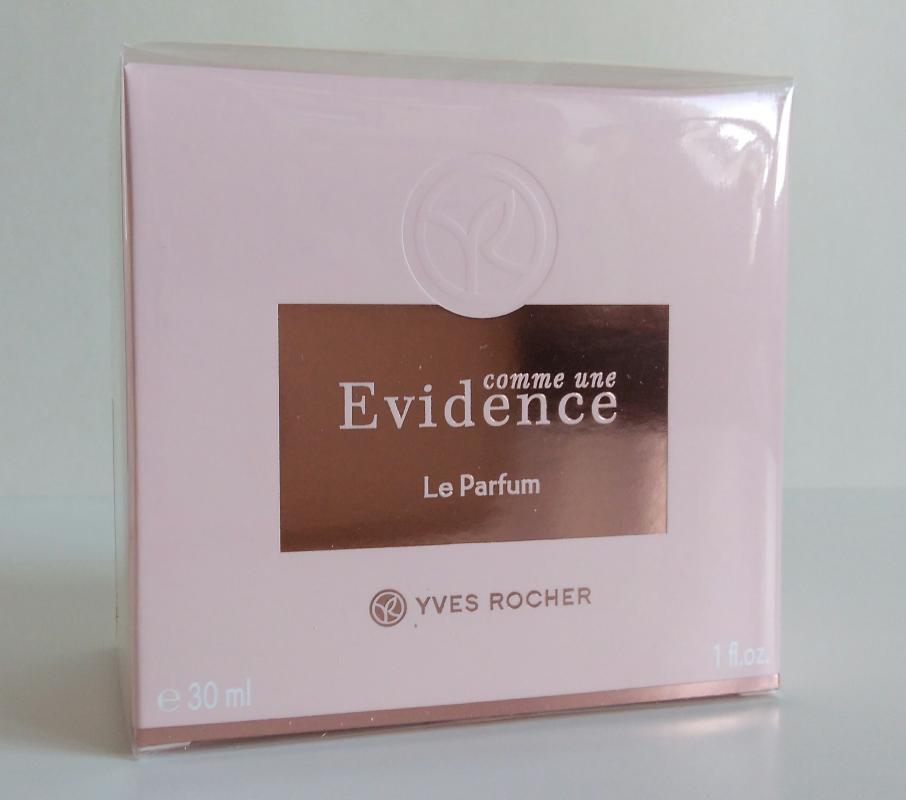 comme une
Evidence
Le Parfum
YVES ROCHER
℮ 30 ml
1 fl.oz.